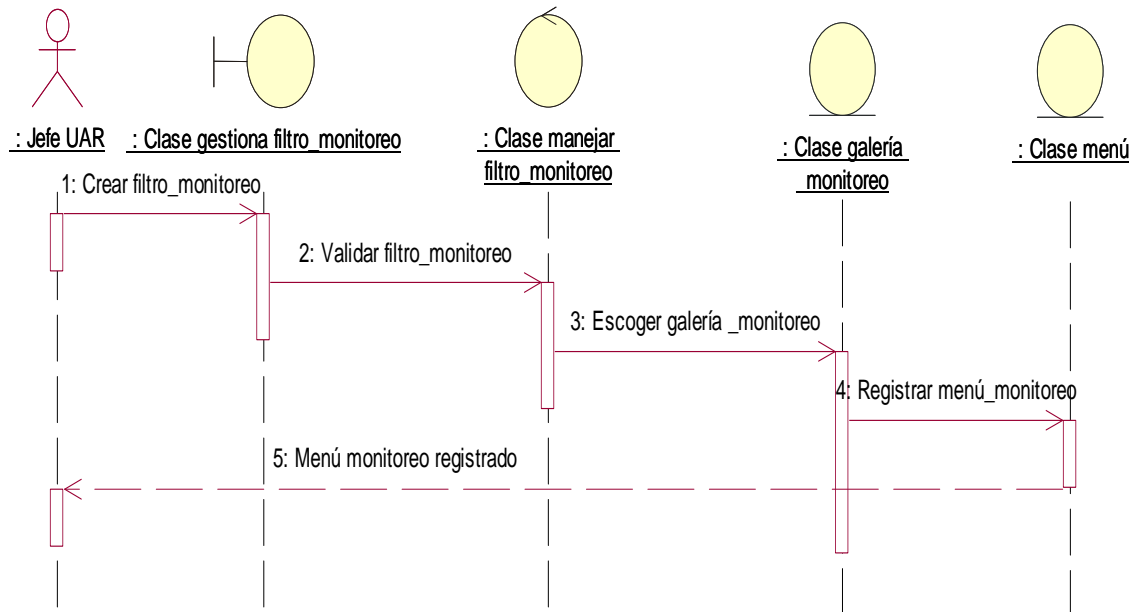 : Jefe UAR
: Clase gestiona filtro_monitoreo
: Clase manejar
filtro_monitoreo
: Clase galería
_monitoreo
: Clase menú
1: Crear filtro_monitoreo
2: Validar filtro_monitoreo
3: Escoger galería _monitoreo
4: Registrar menú_monitoreo
5: Menú monitoreo registrado